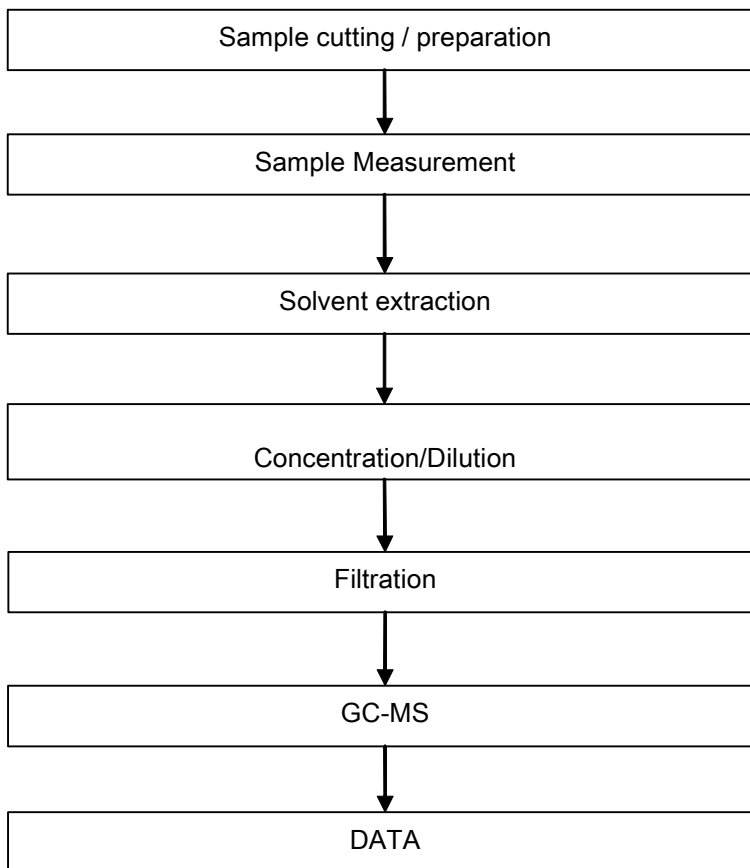 Sample cutting / preparation
Sample Measurement
Solvent extraction
Concentration/Dilution
Filtration
GC-MS
DATA